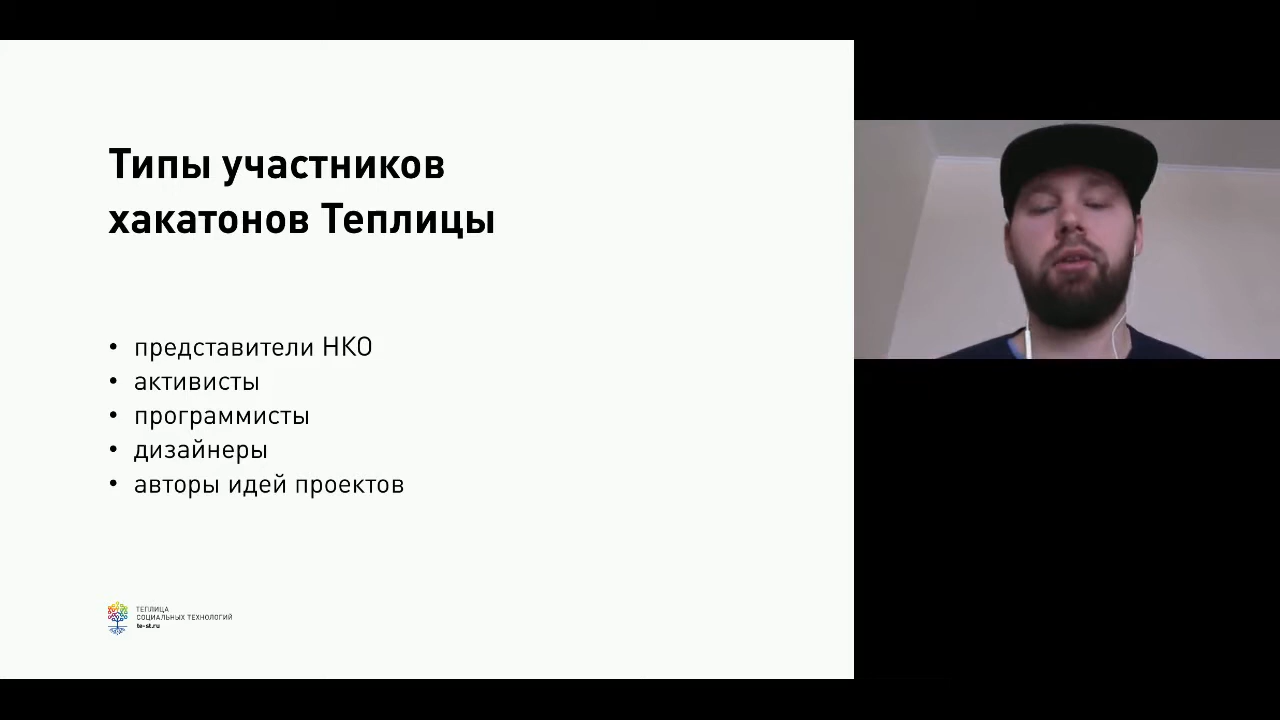 Типы участников
хакатонов Теплицы
• представители НКО
• активисты
• программисты
• дизайнеры
• авторы идей проектов
ТЕПЛИЦА
СОЦИАЛЬНЫХ ТЕХНОЛОГИЙ
te-st.ru